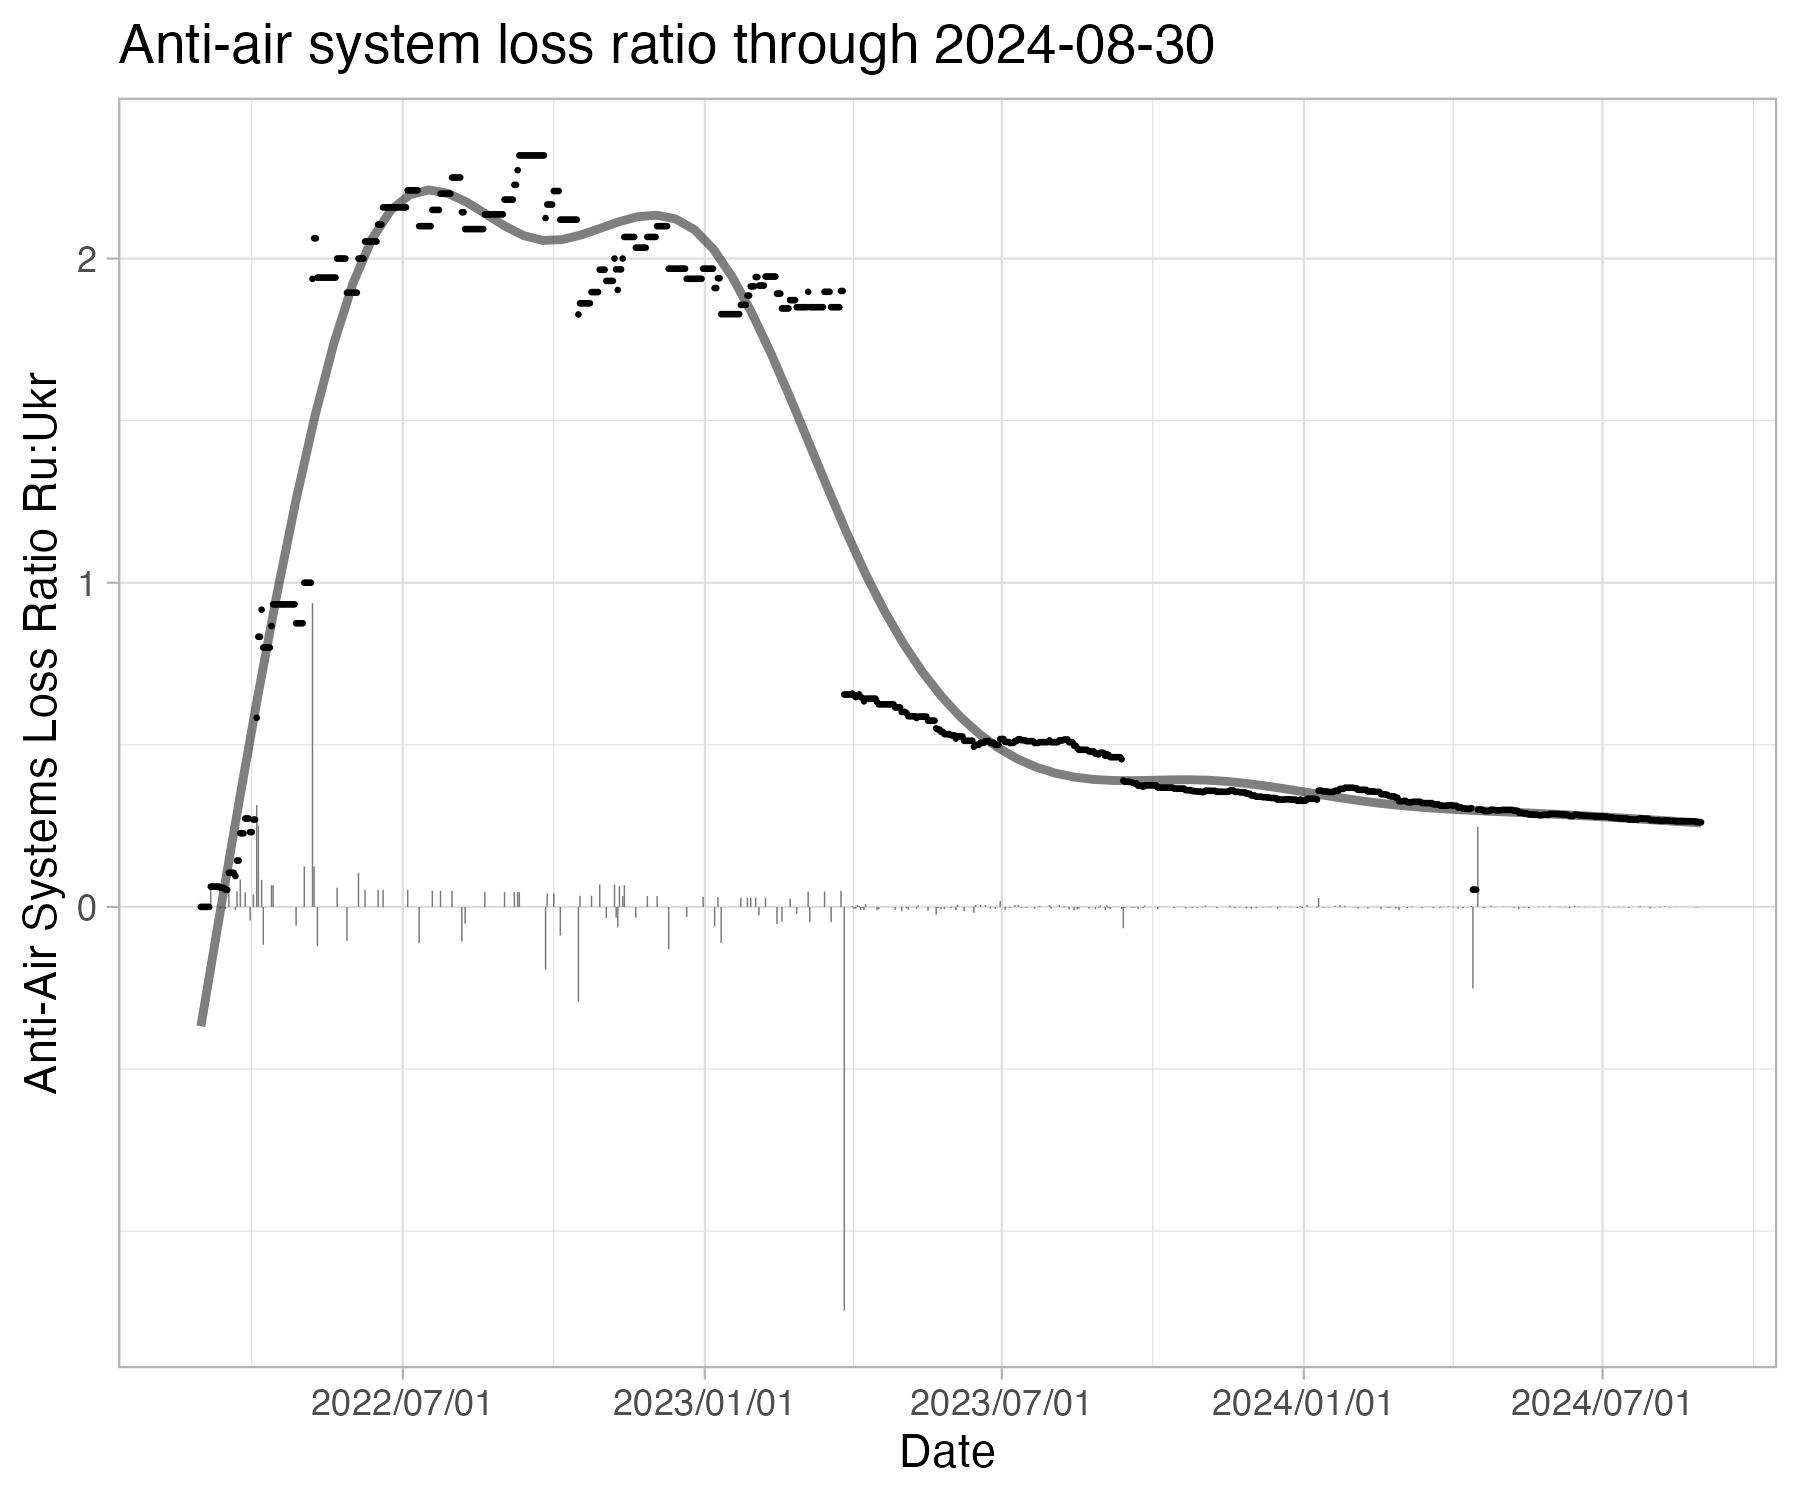 Anti-air system loss ratio through 2024-08-30
Anti-Air Systems Loss Ratio Ru:Ukr
2
1
0
2022/07/01 2023/01/01 2023/07/01 2024/01/01 2024/07/01
Date